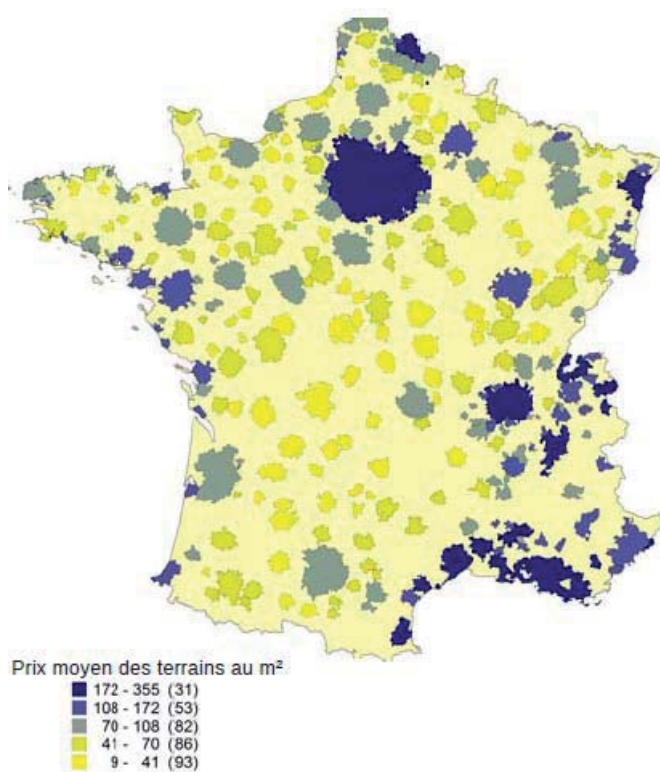 Prix moyen des terrains au m²
172 - 355 (31)
108 - 172 (53)
70 - 108 (82)
41 - 70 (86)
9 - 41 (93)